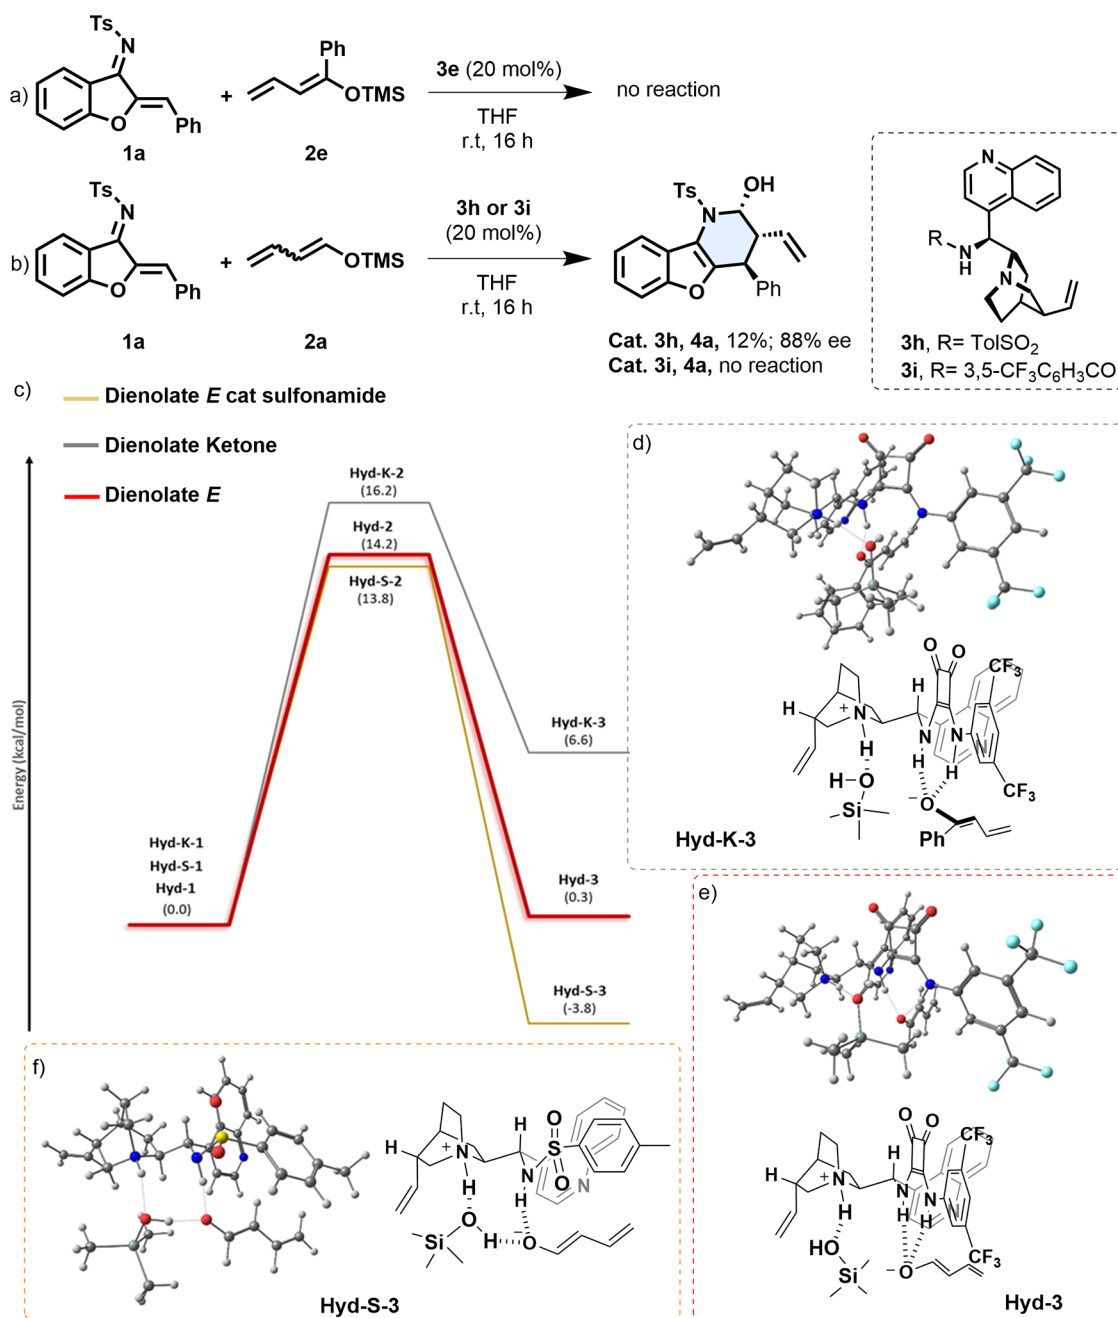 a)
Ts
N
O
Ph
1a
+
Ph
OTMS
2e
3e (20 mol%)
THF
r.t, 16 h
no reaction
b)
Ts
N
O
Ph
1a
+
OTMS
2a
3h or 3i
(20 mol%)
THF
r.t, 16 h
Ts
OH
N
O
Ph
Cat. 3h, 4a, 12%; 88% ee
Cat. 3i, 4a, no reaction
N
R
N
H
N
3h, R= TolSO2
3i, R= 3,5-CF3C6H3CO
c)
Dienolate E cat sulfonamide
Dienolate Ketone
Dienolate E
Energy (kcal/mol)
Hyd-K-2
(16.2)
Hyd-2
(14.2)
Hyd-S-2
(13.8)
Hyd-K-3
(6.6)
Hyd-K-1
Hyd-S-1
Hyd-1
(0.0)
Hyd-3
(0.3)
Hyd-S-3
(-3.8)
d)
O O
CF3
H
H
+
N
H
N
H
N
H
N
H–O
Si
−O
CF3
Ph
Hyd-K-3
e)
O O
CF3
H
H
+
N
H
N
H
N
H
N
HO
Si
−O
CF3
Hyd-3
f)
H
+
N
H
H
O
S
O
N
H
N
O
Si
H
−
O
Hyd-S-3